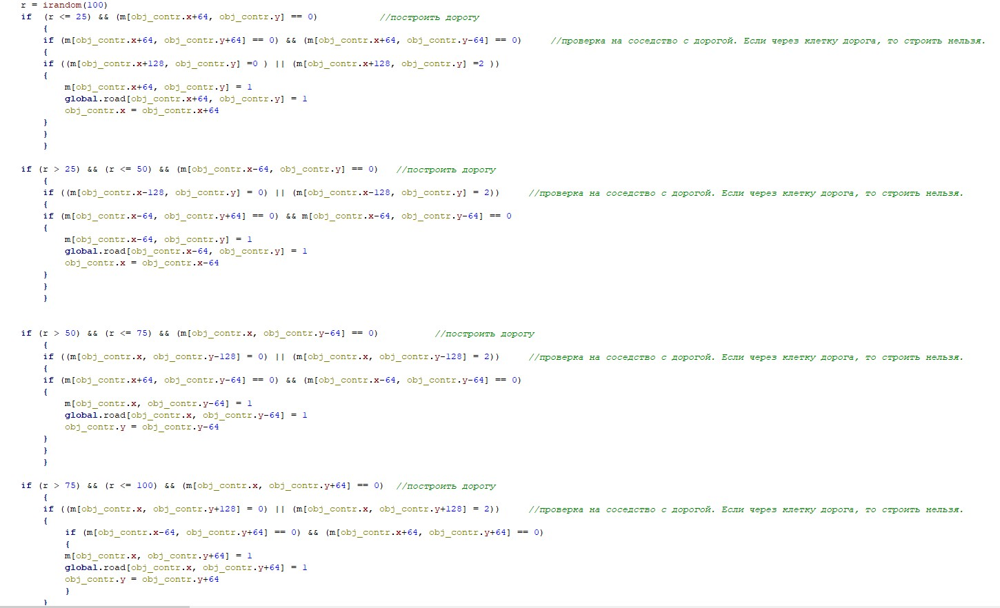 r = irandom(100)
if  (r <= 25) && (m[obj_contr.x+64, obj_contr.y] == 0)            //построить дорогу
{
if (m[obj_contr.x+64, obj_contr.y+64] == 0) && (m[obj_contr.x+64, obj_contr.y-64] == 0)     //проверка на соседство с дорогой. Если через клетку дорога, то строить нельзя.
{
if ((m[obj_contr.x+128, obj_contr.y] =0 ) || (m[obj_contr.x+128, obj_contr.y] =2 ))
{
m[obj_contr.x+64, obj_contr.y] = 1
global.road[obj_contr.x+64, obj_contr.y] = 1
obj_contr.x = obj_contr.x+64
}
}
}
if (r > 25) && (r <= 50) && (m[obj_contr.x-64, obj_contr.y] == 0)   //построить дорогу
{
if ((m[obj_contr.x-128, obj_contr.y] = 0) || (m[obj_contr.x-128, obj_contr.y] = 2))     //проверка на соседство с дорогой. Если через клетку дорога, то строить нельзя.
{
if (m[obj_contr.x-64, obj_contr.y+64] == 0) && m[obj_contr.x-64, obj_contr.y-64] == 0
{
m[obj_contr.x-64, obj_contr.y] = 1
global.road[obj_contr.x-64, obj_contr.y] = 1
obj_contr.x = obj_contr.x-64
}
}
}
if (r > 50) && (r <= 75) && (m[obj_contr.x, obj_contr.y-64] == 0)          //построить дорогу
{
if ((m[obj_contr.x, obj_contr.y-128] = 0) || (m[obj_contr.x, obj_contr.y-128] = 2))     //проверка на соседство с дорогой. Если через клетку дорога, то строить нельзя.
{
if (m[obj_contr.x+64, obj_contr.y-64] == 0) && (m[obj_contr.x-64, obj_contr.y-64] == 0)
{
m[obj_contr.x, obj_contr.y-64] = 1
global.road[obj_contr.x, obj_contr.y-64] = 1
obj_contr.y = obj_contr.y-64
}
}
}
if (r > 75) && (r <= 100) && (m[obj_contr.x, obj_contr.y+64] == 0)  //построить дорогу
{
if ((m[obj_contr.x, obj_contr.y+128] = 0) || (m[obj_contr.x, obj_contr.y+128] = 2))     //проверка на соседство с дорогой. Если через клетку дорога, то строить нельзя.
{
if (m[obj_contr.x-64, obj_contr.y+64] == 0) && (m[obj_contr.x+64, obj_contr.y+64] == 0)
{
m[obj_contr.x, obj_contr.y+64] = 1
global.road[obj_contr.x, obj_contr.y+64] = 1
obj_contr.y = obj_contr.y+64
}
}